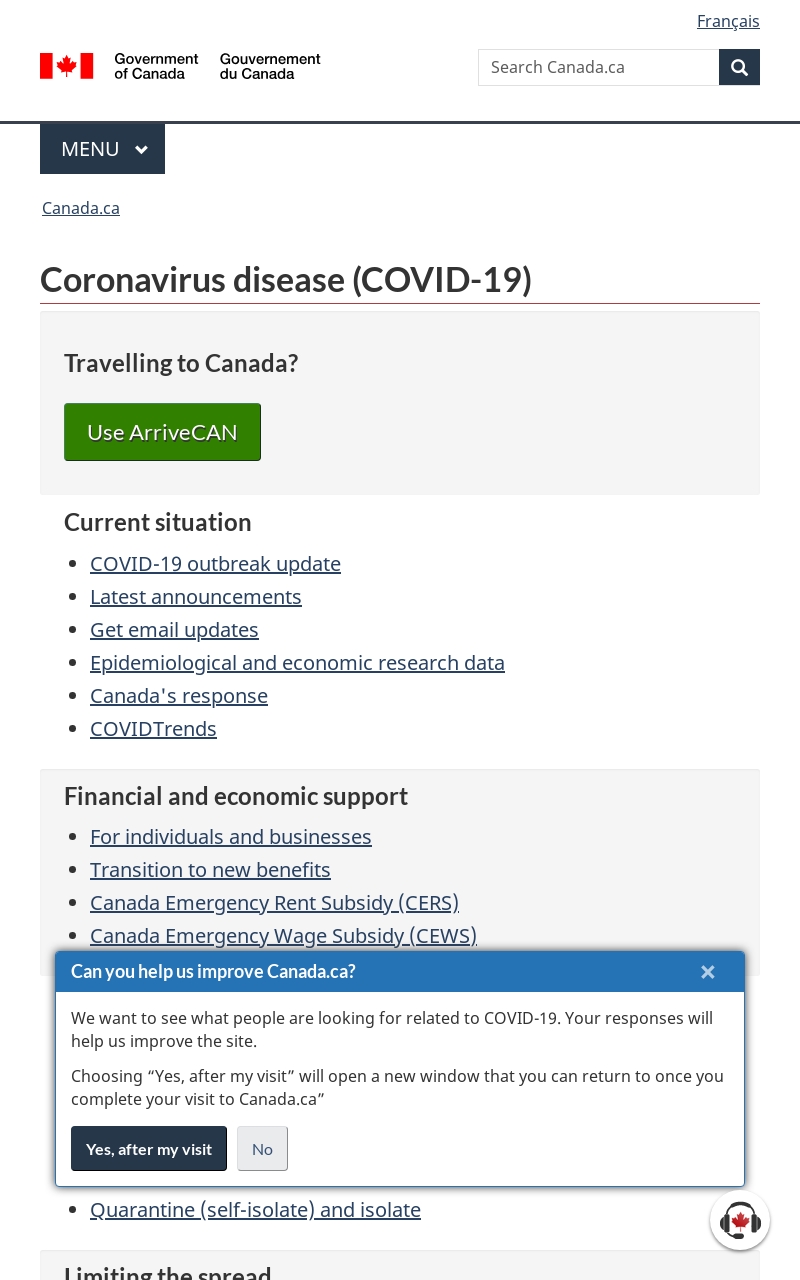 Français
Government of Canada
Gouvernement du Canada
Search Canada.ca
MENU
Canada.ca
Coronavirus disease (COVID-19)
Travelling to Canada?
Use ArriveCAN
Current situation
COVID-19 outbreak update
Latest announcements
Get email updates
Epidemiological and economic research data
Canada's response
COVIDTrends
Financial and economic support
For individuals and businesses
Transition to new benefits
Canada Emergency Rent Subsidy (CERS)
Canada Emergency Wage Subsidy (CEWS)
Can you help us improve Canada.ca?
×
We want to see what people are looking for related to COVID-19. Your responses will
help us improve the site.
Choosing “Yes, after my visit” will open a new window that you can return to once you
complete your visit to Canada.ca”
Yes, after my visit
No
Quarantine (self-isolate) and isolate
Limiting the spread